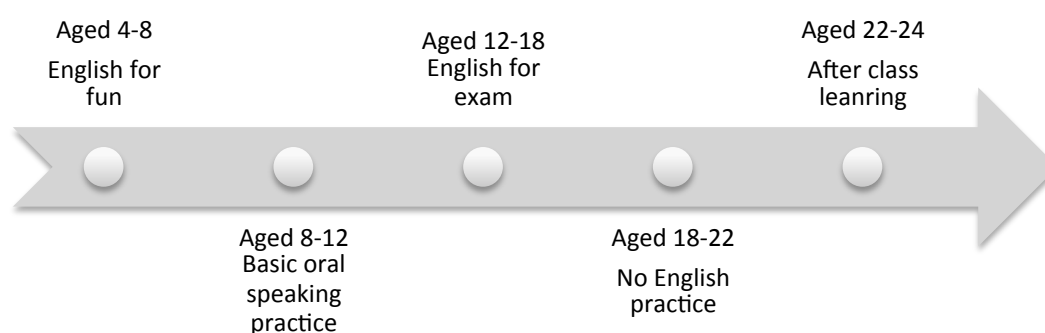 Aged 4-8
English for
fun
Aged 8-12
Basic oral
speaking
practice
Aged 12-18
English for
exam
Aged 18-22
No English
practice
Aged 22-24
After class
leanring